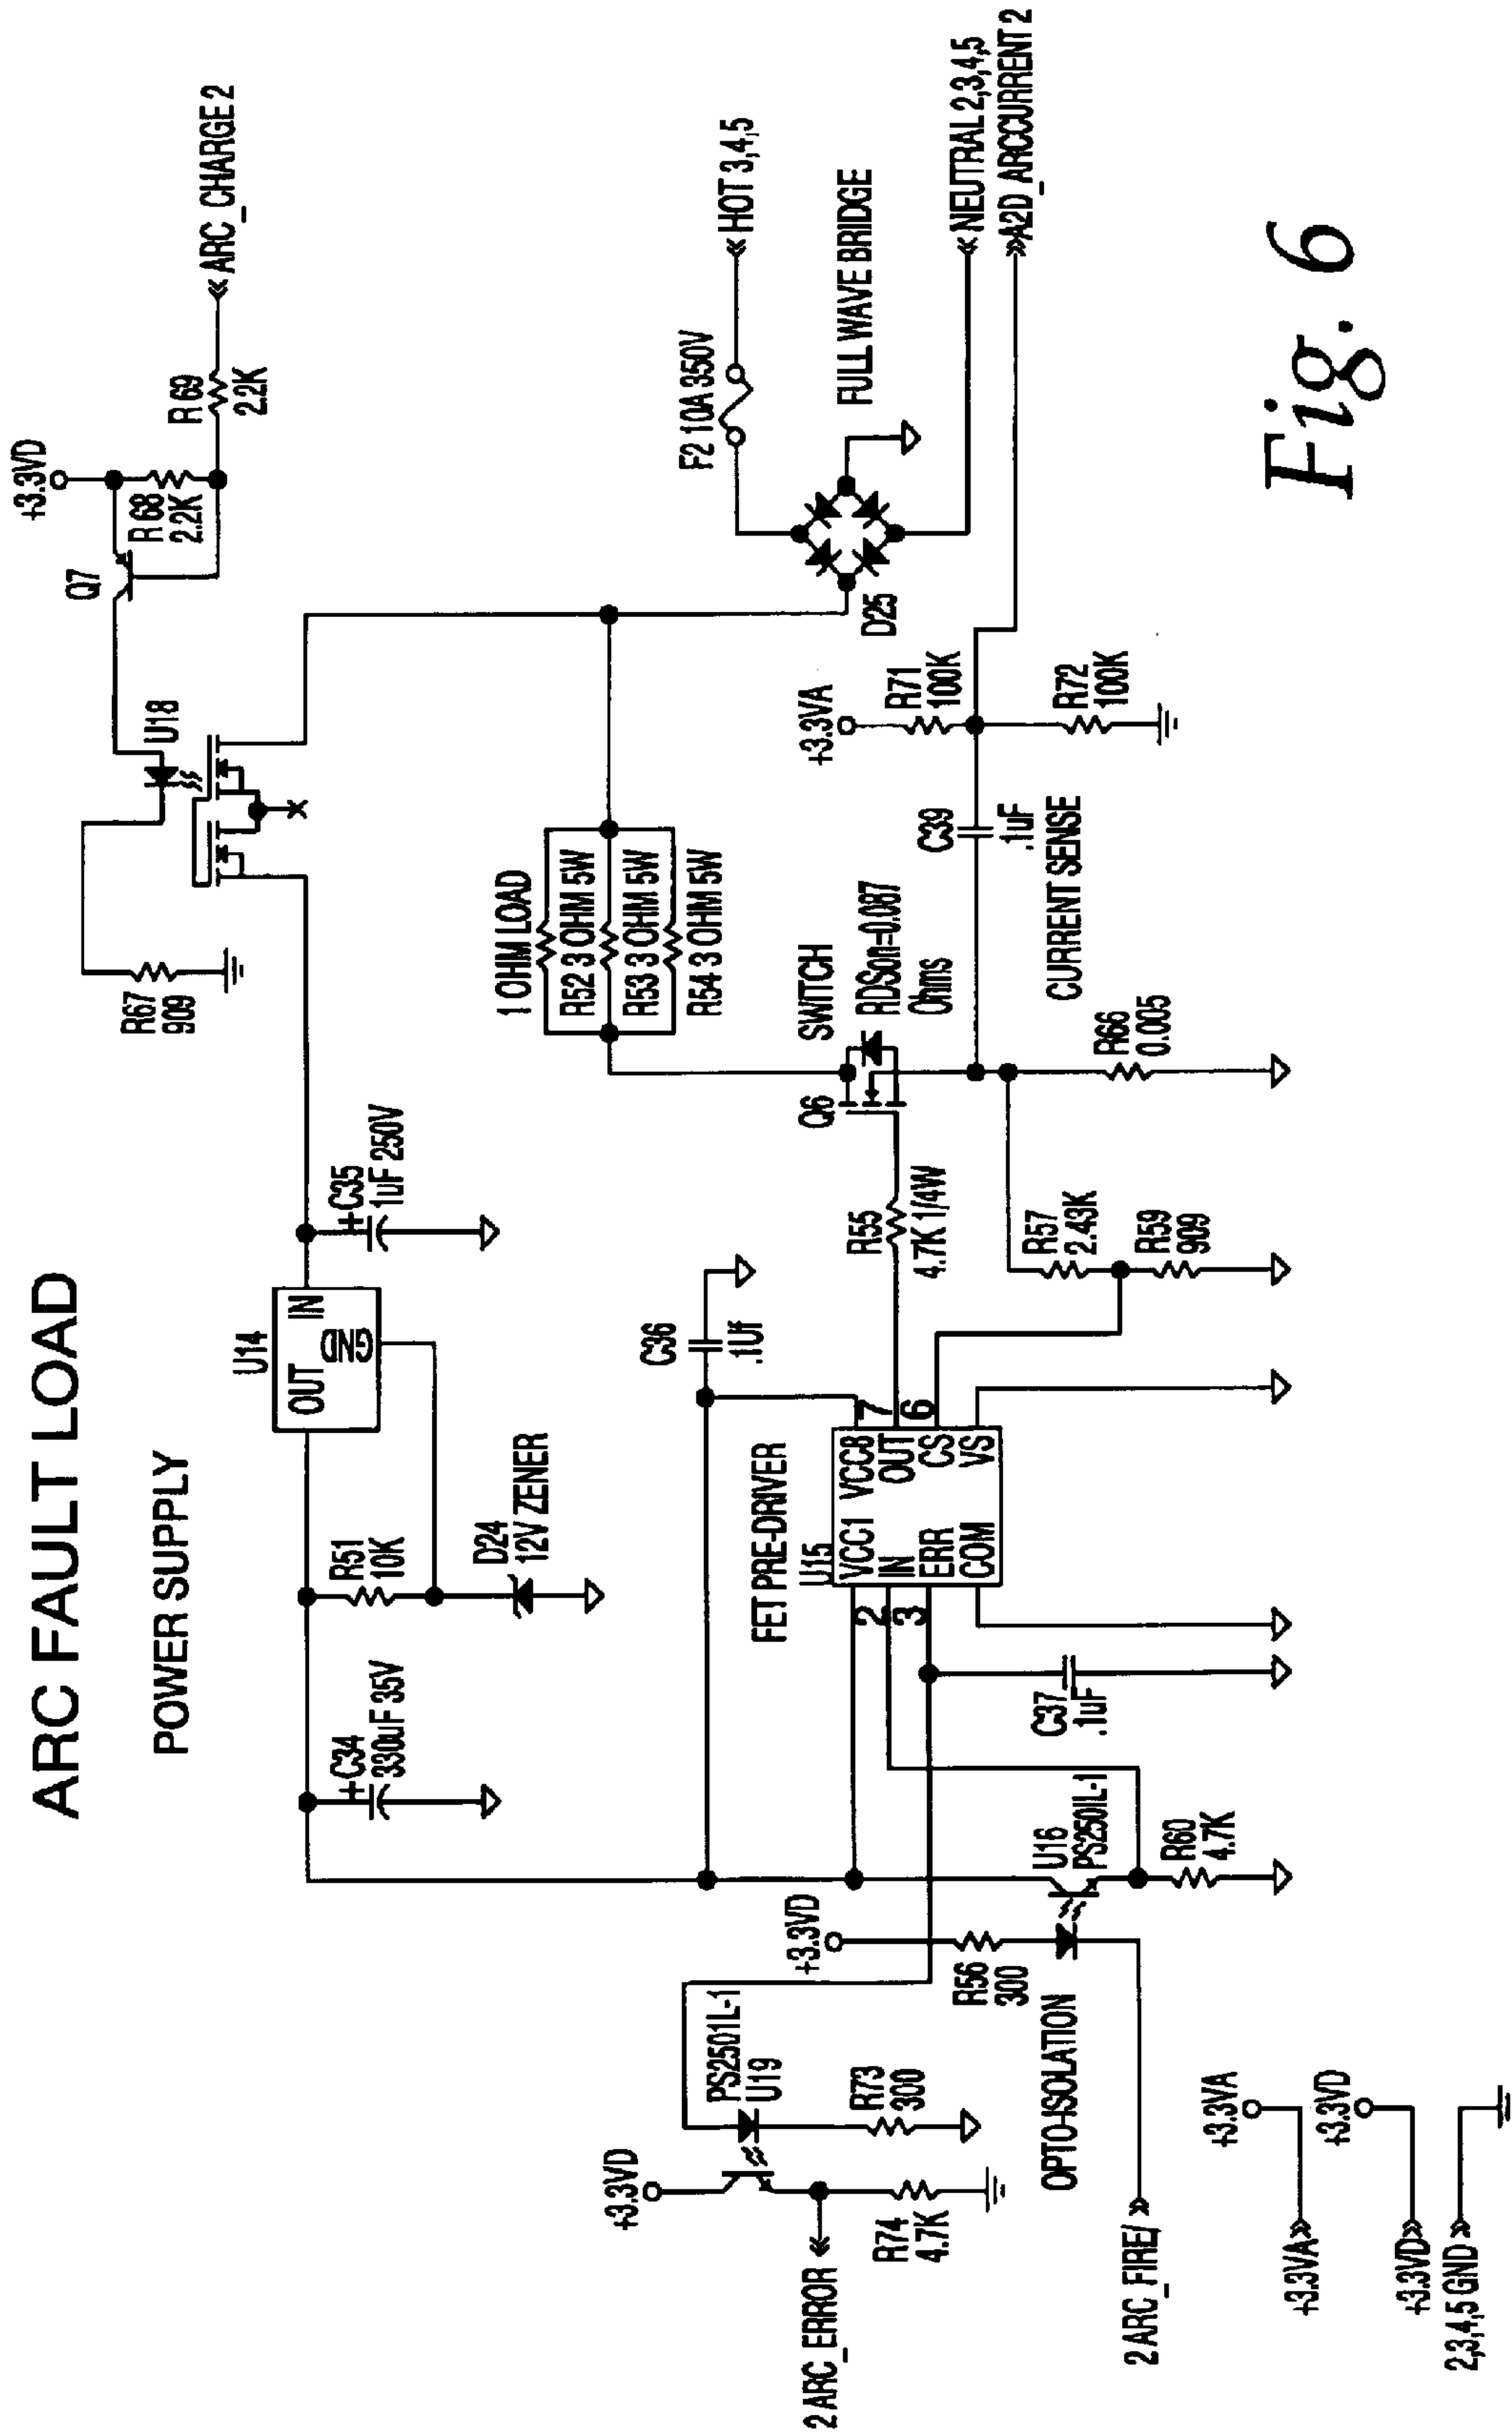 ARC FAULT LOAD
POWER SUPPLY
+C34
330uF 35V
R51
10K
D24
12V ZENER
U14
OUT
IN
GND
+C35
1uF 250V
R67
909
U18
Q7
+3.3VD
R 68
2.2K
R 69
2.2K
ARC_CHARGE 2
1 OHM LOAD
R52 3 OHM 5W
R53 3 OHM 5W
R54 3 OHM 5W
F2 10A 350V
HOT 3,4,5
FULL WAVE BRIDGE
D25
NEUTRAL 2,3,4,5
A2D_ARCCURRENT 2
C36
.1Uf
FET PRE-DRIVER
U15
VCC1
VCC8
IN
OUT
ERR
CS
COM
VS
2
3
7
6
R55
4.7K 1/4W
Q6
SWITCH
RDSon=0.087
Ohms
+3.3VA
R71
100K
R72
100K
C39
.1uF
CURRENT SENSE
R66
0.005
R57
2.43K
R59
909
C37
.1uF
U16
PS250IL-1
R60
4.7K
+3.3VD
R56
300
OPTO-ISOLATION
PS2501L-1
U19
R73
300
+3.3VD
R74
4.7K
2 ARC_ERROR
2 ARC_FIRE/
+3.3VA
+3.3VA
+3.3VD
+3.3VD
2,3,4,5 GND
Fig. 6